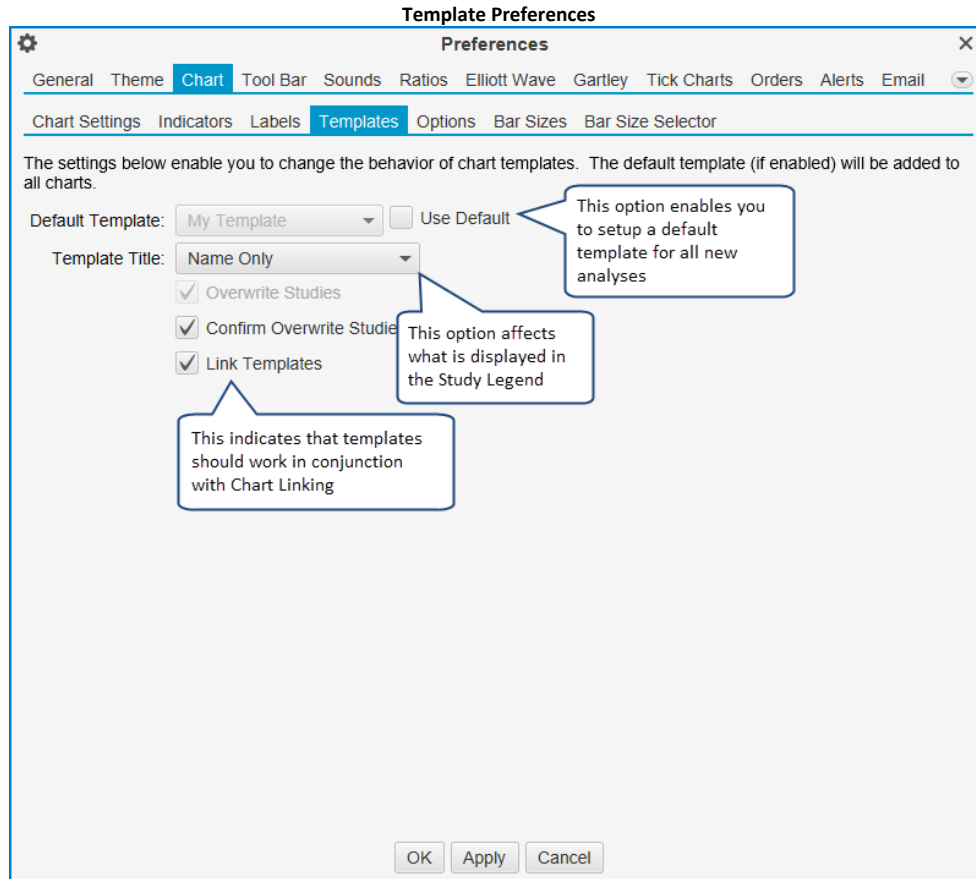 Template Preferences
Preferences
General Theme Chart Tool Bar Sounds Ratios Elliott Wave Gartley Tick Charts Orders Alerts Email
Chart Settings Indicators Labels Templates Options Bar Sizes Bar Size Selector
The settings below enable you to change the behavior of chart templates. The default template (if enabled) will be added to
all charts.
Default Template: My Template Use Default
This option enables you
to setup a default
template for all new
analyses
Template Title: Name Only
Overwrite Studies
Confirm Overwrite Studie
This option affects
what is displayed in
the Study Legend
Link Templates
This indicates that templates
should work in conjunction
with Chart Linking
OK Apply Cancel